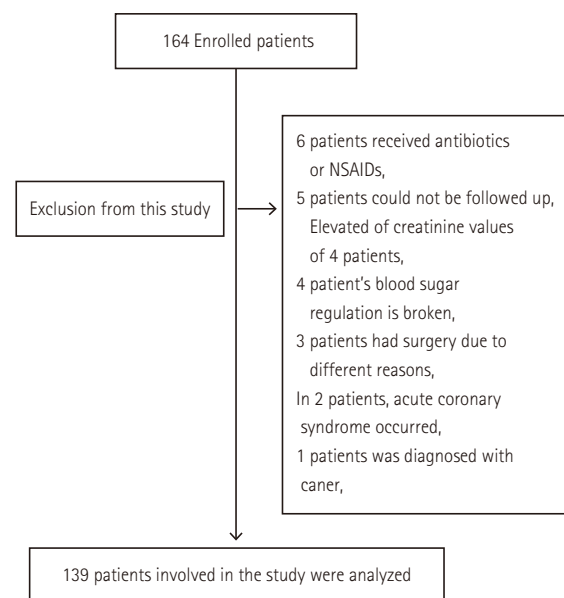 164 Enrolled patients
Exclusion from this study
6 patients received antibiotics
or NSAIDs,
5 patients could not be followed up,
Elevated of creatinine values
of 4 patients,
4 patient's blood sugar
regulation is broken,
3 patients had surgery due to
different reasons,
In 2 patients, acute coronary
syndrome occurred,
1 patients was diagnosed with
caner,
139 patients involved in the study were analyzed